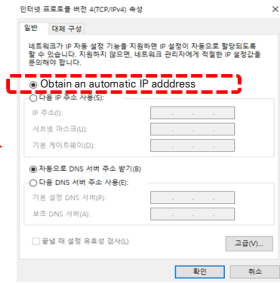 인터넷 프로토콜 버전 4(TCP/IPv4) 속성
일반 대체 구성
네트워크가 IP 자동 설정 기능을 지원하면 IP 설정이 자동으로 할당되도록
할 수 있습니다. 지원하지 않으면, 네트워크 관리자에게 적절한 IP 설정값을
문의해야 합니다.
Obtain an automatic IP adddress
다음 IP 주소 사용(S):
IP 주소(I):
서브넷 마스크(U):
기본 게이트웨이(D):
자동으로 DNS 서버 주소 받기(B)
다음 DNS 서버 주소 사용(E):
기본 설정 DNS 서버(P):
보조 DNS 서버(A):
끝낼 때 설정 유효성 검사(L)
고급(V)...
확인 취소